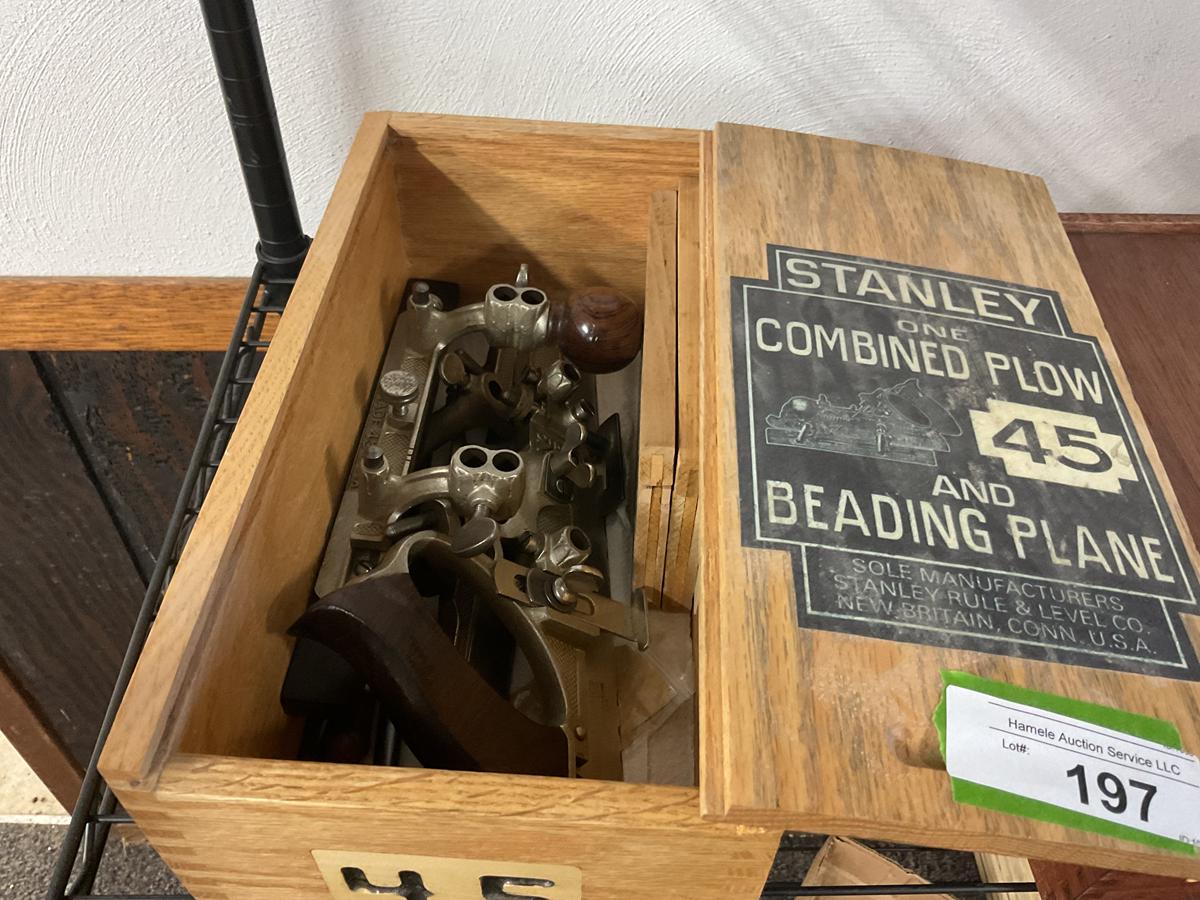 STANLEY
ONE
COMBINED PLOW
45
AND
BEADING PLANE
SOLE MANUFACTURERS
STANLEY RULE & LEVEL CO.
NEW BRITAIN, CONN. U.S.A.
Hamele Auction Service LLC
Lot#:
197
45